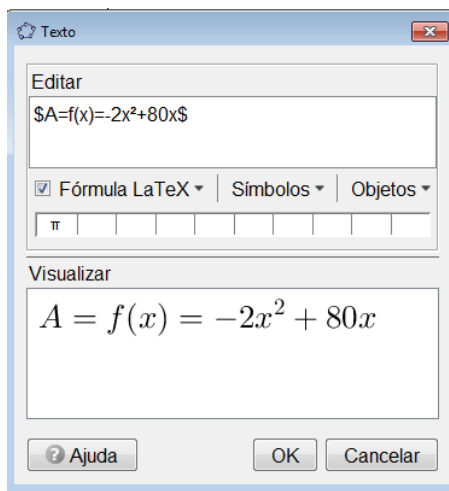 Texto
Editar
$A=f(x)=-2x²+80x$
Fórmula LaTeX Símbolos Objetos
π
Visualizar
A = f(x) = −2x² + 80x
? Ajuda OK Cancelar